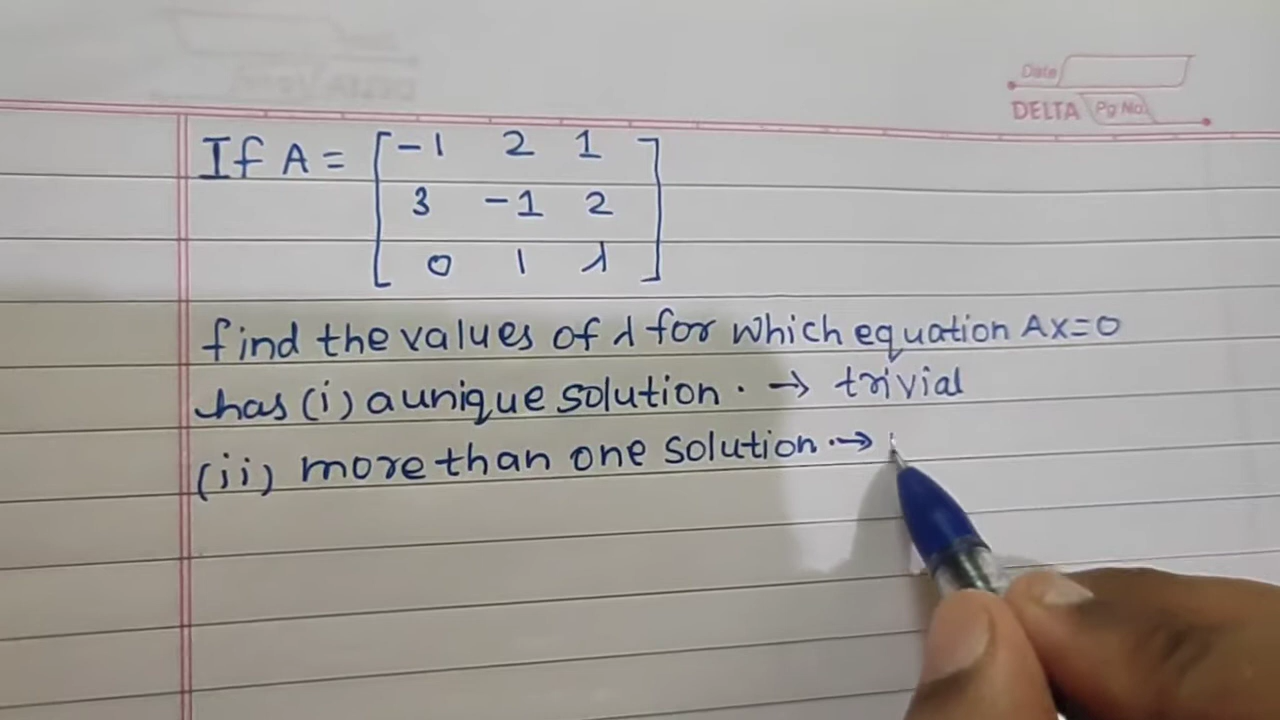 Date
DELTA Pg No.
If A = [ -1 2 1
3 -1 2
0 1 λ ]
find the values of λ for which equation Ax=0
has (i) a unique solution. → trivial
(ii) more than one solution. →